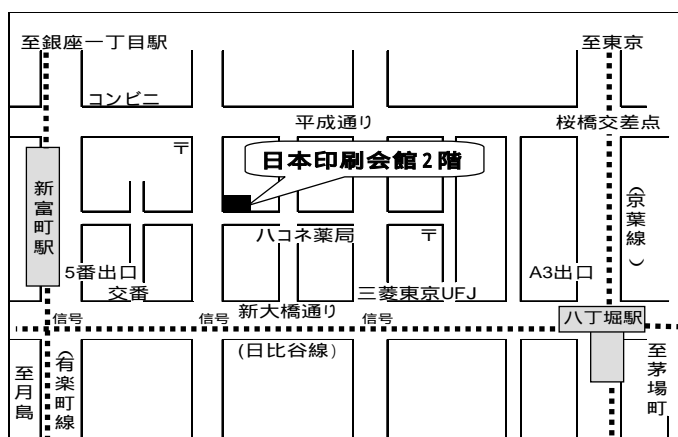 至銀座一丁目駅
至東京
コンビニ
平成通り
桜橋交差点
〒
日本印刷会館2階
新富町駅
(京葉線)
ハコネ薬局
〒
5番出口
A3出口
交番
三菱東京UFJ
新大橋通り
八丁堀駅
信号
信号
信号
(日比谷線)
至月島
(有楽町線
至茅場町